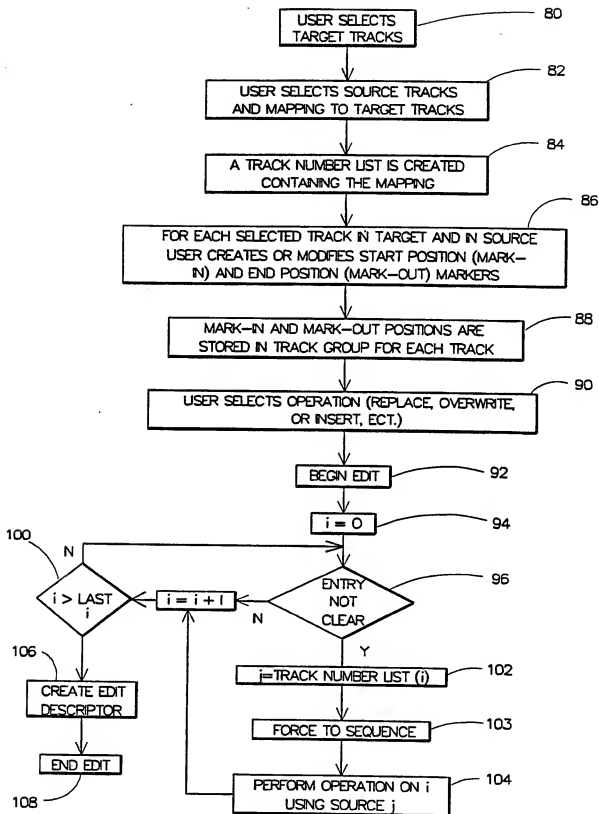 USER SELECTS
TARGET TRACKS
80
USER SELECTS SOURCE TRACKS
AND MAPPING TO TARGET TRACKS
82
A TRACK NUMBER LIST IS CREATED
CONTAINING THE MAPPING
84
FOR EACH SELECTED TRACK IN TARGET AND IN SOURCE
USER CREATES OR MODIFIES START POSITION (MARK-
IN) AND END POSITION (MARK-OUT) MARKERS
86
MARK-IN AND MARK-OUT POSITIONS ARE
STORED IN TRACK GROUP FOR EACH TRACK
88
USER SELECTS OPERATION (REPLACE, OVERWRITE,
OR INSERT, ECT.)
90
BEGIN EDIT
92
i = 0
94
100
N
i > LAST
i
i = i + 1
N
ENTRY
NOT
CLEAR
96
Y
106
CREATE EDIT
DESCRIPTOR
j=TRACK NUMBER LIST (i)
102
FORCE TO SEQUENCE
103
END EDIT
108
PERFORM OPERATION ON i
USING SOURCE j
104